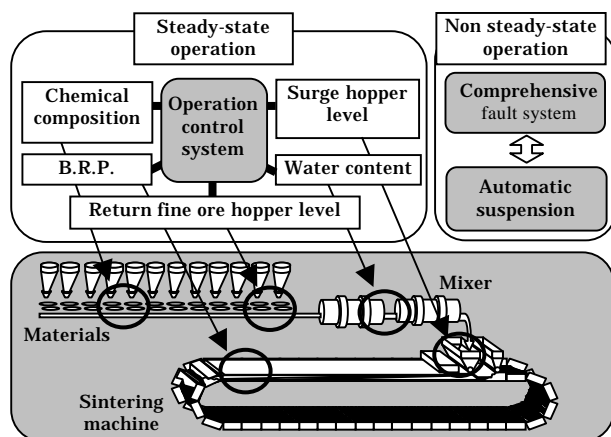 Steady-state
operation
Non steady-state
operation
Chemical
composition
Operation
control
system
Surge hopper
level
B.R.P.
Water content
Return fine ore hopper level
Comprehensive
fault system
Automatic
suspension
Materials
Mixer
Sintering
machine